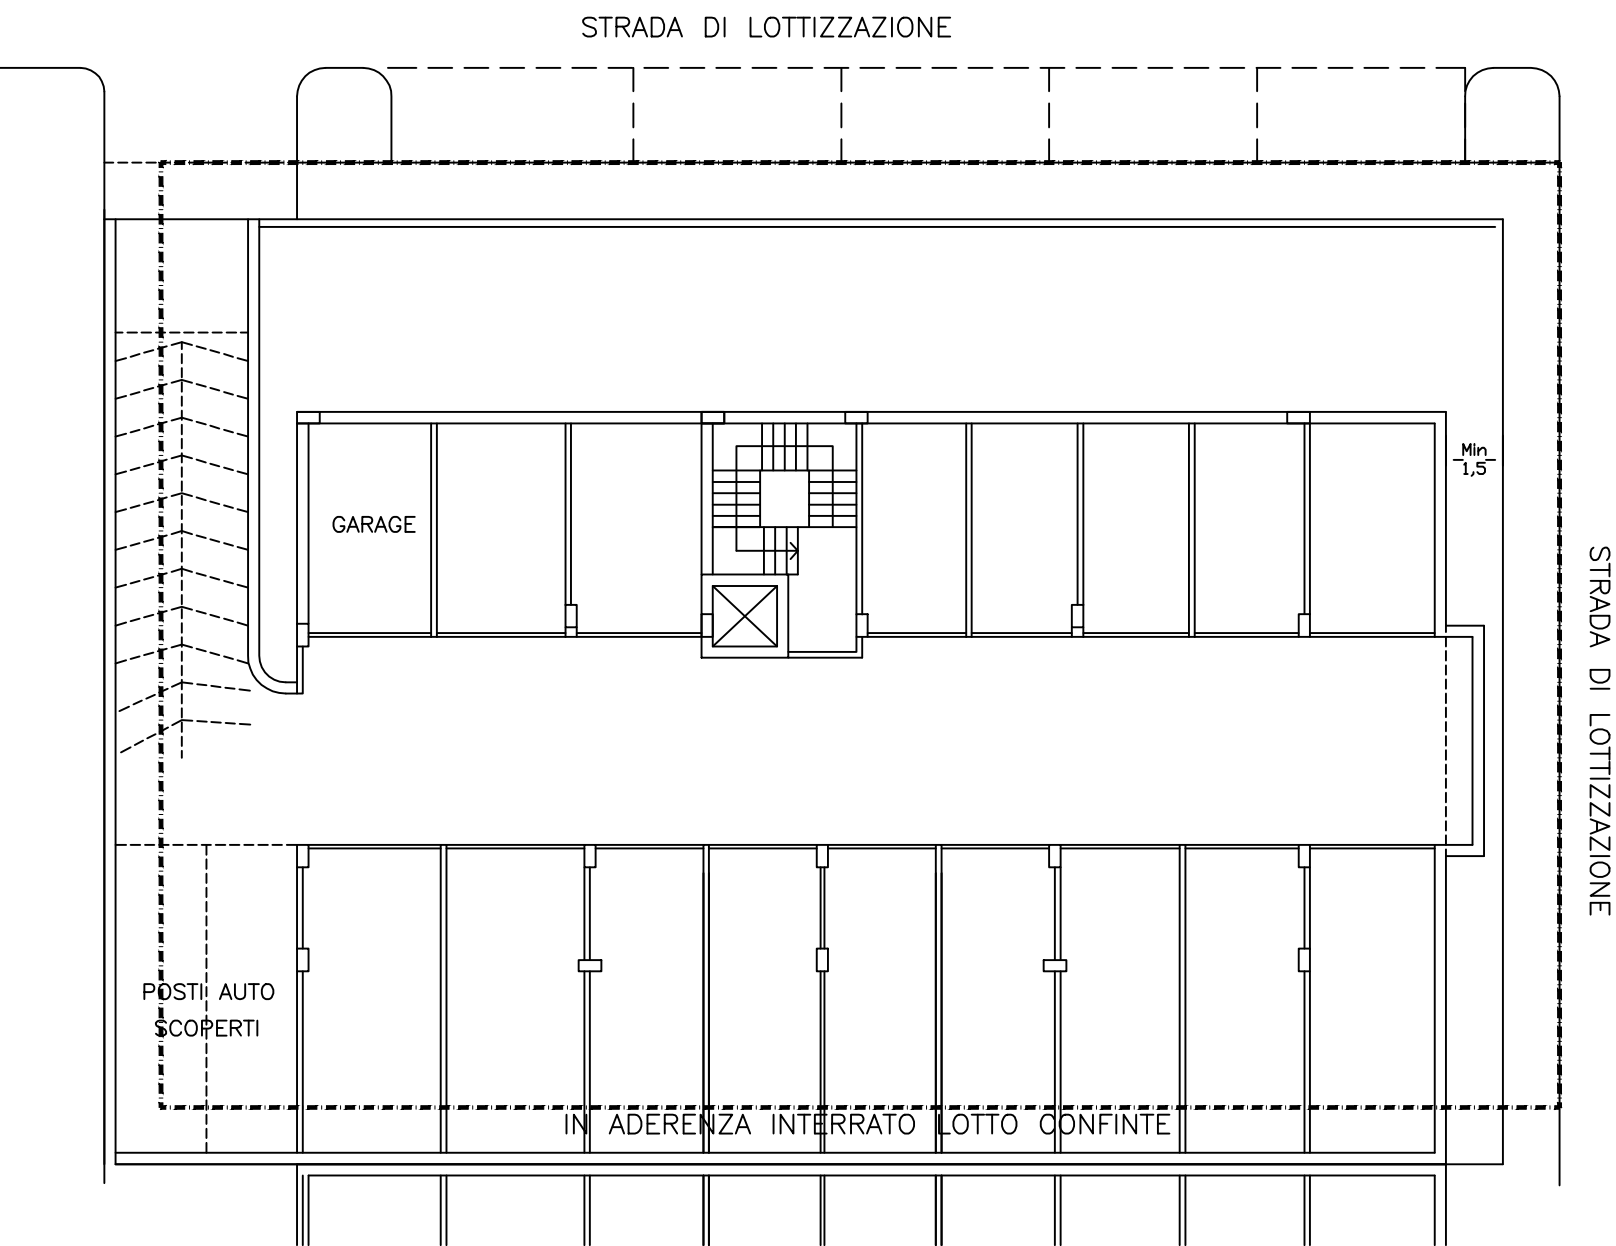 STRADA DI LOTTIZZAZIONE
Min
1,5
GARAGE
STRADA DI LOTTIZZAZIONE
POSTI AUTO
SCOPERTI
IN ADERENZA INTERRATO LOTTO CONFINTE